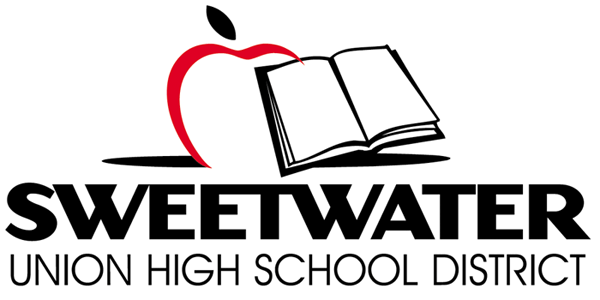 SWEETWATER
UNION HIGH SCHOOL DISTRICT